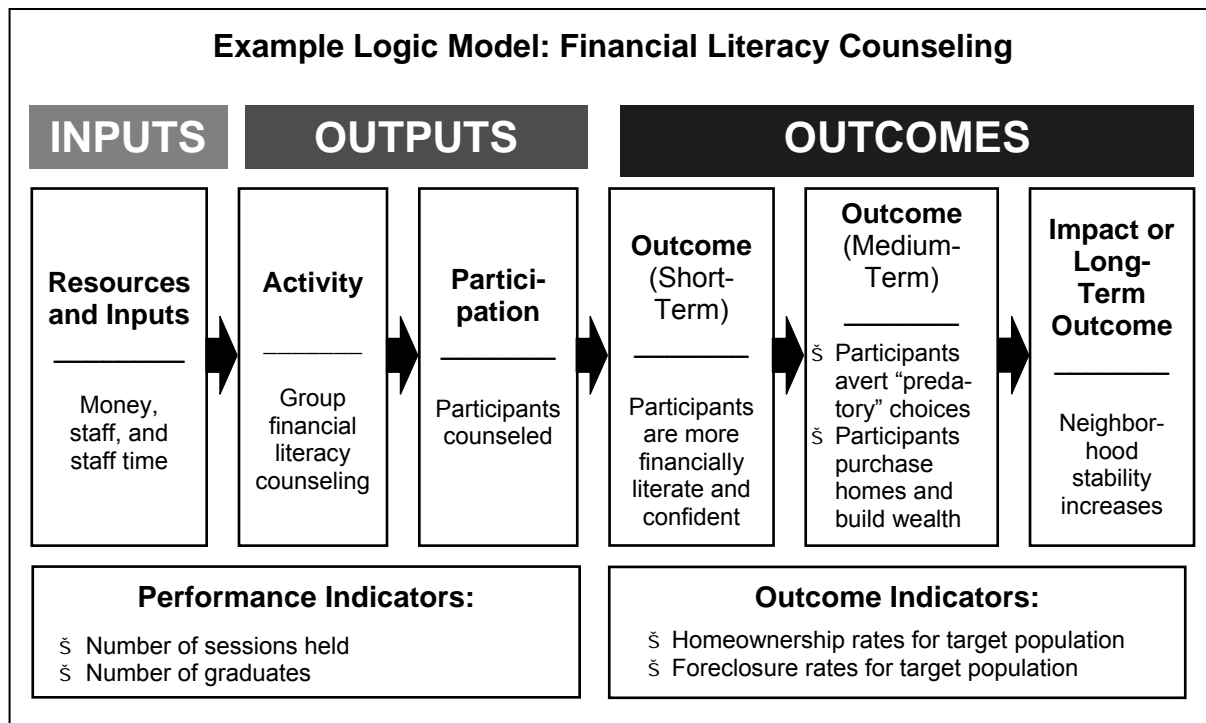 Example Logic Model: Financial Literacy Counseling
INPUTS
OUTPUTS
OUTCOMES
Resources
and Inputs
Money,
staff, and
staff time
Activity
Group
financial
literacy
counseling
Partici-
pation
Participants
counseled
Outcome
(Short-
Term)
Participants
are more
financially
literate and
confident
Outcome
(Medium-
Term)
Š Participants
avert “preda-
tory” choices
Š Participants
purchase
homes and
build wealth
Impact or
Long-
Term
Outcome
Neighbor-
hood
stability
increases
Performance Indicators:
Š Number of sessions held
Š Number of graduates
Outcome Indicators:
Š Homeownership rates for target population
Š Foreclosure rates for target population